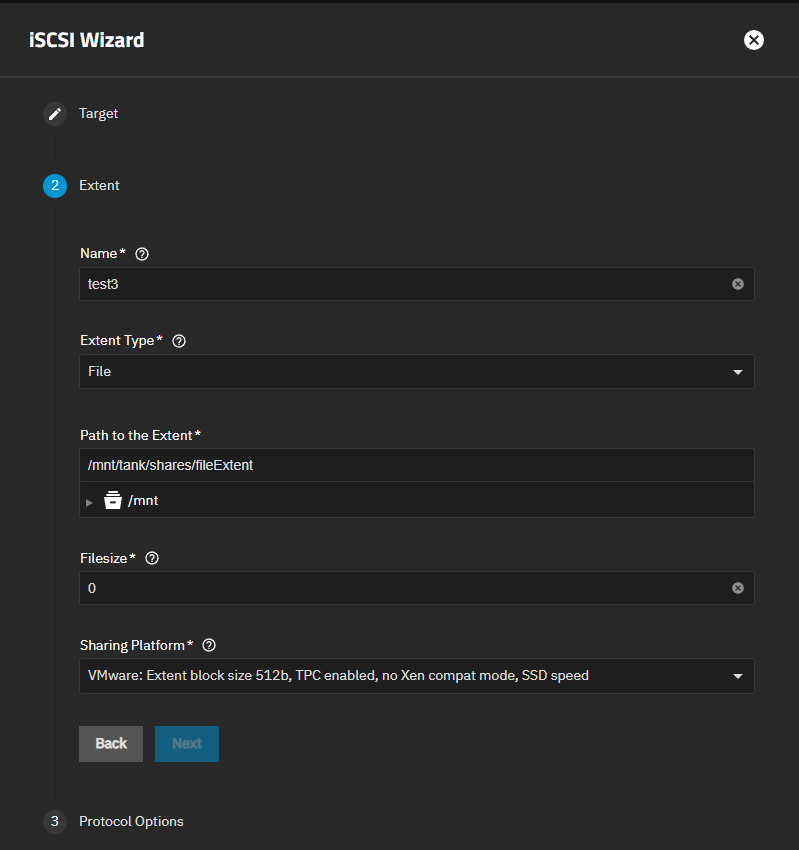 iSCSI Wizard
Target
2 Extent
Name*
test3
Extent Type*
File
Path to the Extent*
/mnt/tank/shares/fileExtent
/mnt
Filesize*
0
Sharing Platform*
VMware: Extent block size 512b, TPC enabled, no Xen compat mode, SSD speed
Back Next
3 Protocol Options